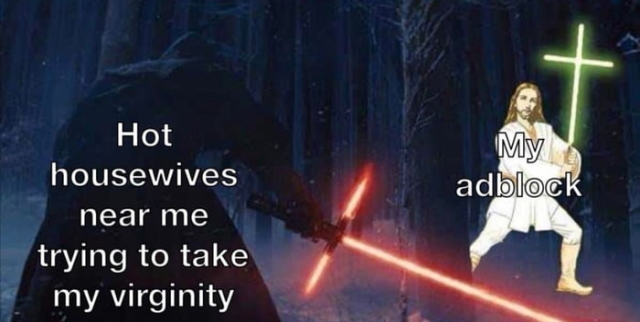 Hot
housewives
near me
trying to take
my virginity
My
adblock